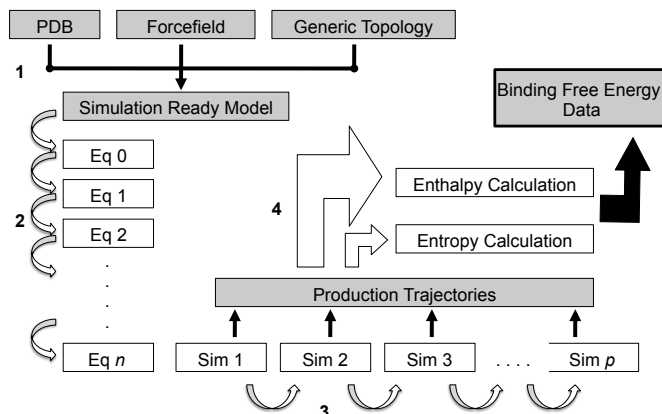 PDB
Forcefield
Generic Topology
1
Simulation Ready Model
Binding Free Energy
Data
Eq 0
Eq 1
2
Eq 2
.
.
.
.
Eq n
4
Enthalpy Calculation
Entropy Calculation
Production Trajectories
Sim 1
Sim 2
Sim 3
. . . .
Sim p
3